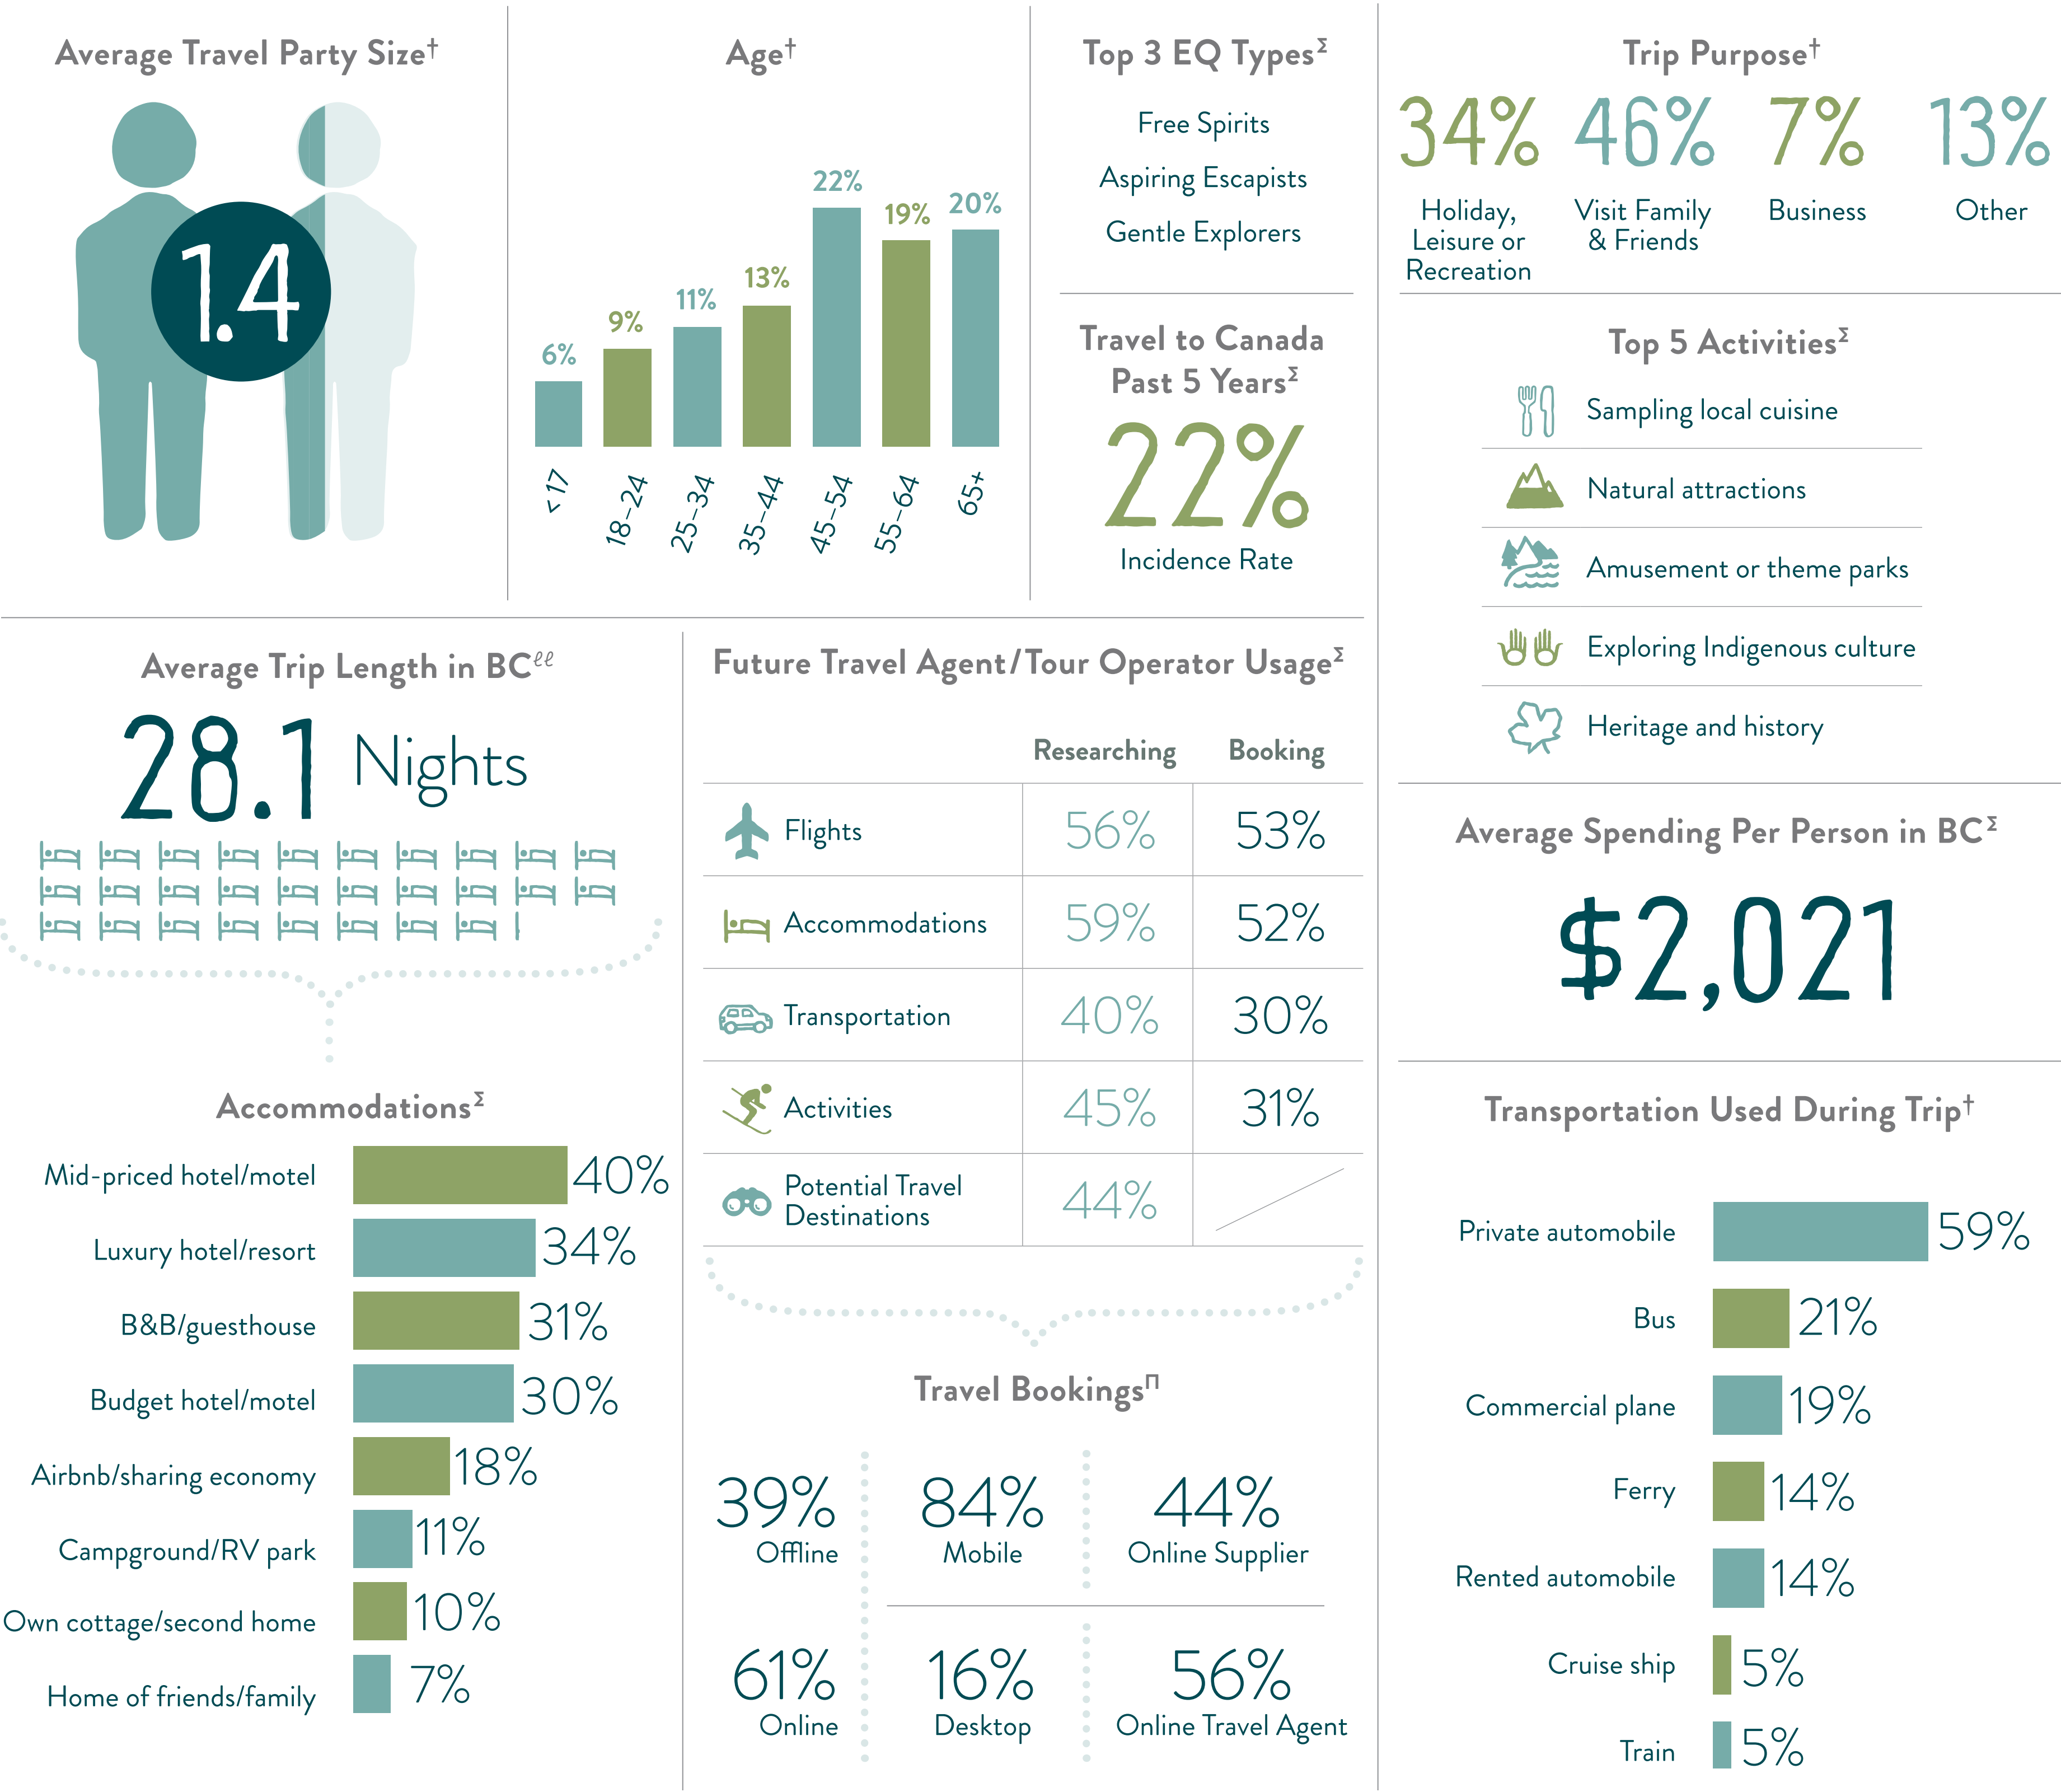 Average Travel Party Size†
1.4
Age†
6%
9%
11%
13%
22%
19%
20%
<17
18–24
25–34
35–44
45–54
55–64
65+
Top 3 EQ Types Σ
Free Spirits
Aspiring Escapists
Gentle Explorers
Travel to Canada
Past 5 Years Σ
22%
Incidence Rate
Trip Purpose†
34%
Holiday,
Leisure or
Recreation
46%
Visit Family
& Friends
7%
Business
13%
Other
Top 5 Activities Σ
Sampling local cuisine
Natural attractions
Amusement or theme parks
Exploring Indigenous culture
Heritage and history
Average Trip Length in BC ℓℓ
28.1 Nights
Accommodations Σ
Mid-priced hotel/motel 40%
Luxury hotel/resort 34%
B&B/guesthouse 31%
Budget hotel/motel 30%
Airbnb/sharing economy 18%
Campground/RV park 11%
Own cottage/second home 10%
Home of friends/family 7%
Future Travel Agent/Tour Operator Usage Σ
Researching Booking
Flights 56% 53%
Accommodations 59% 52%
Transportation 40% 30%
Activities 45% 31%
Potential Travel
Destinations 44%
Travel Bookings Π
39%
Offline
84%
Mobile
44%
Online Supplier
61%
Online
16%
Desktop
56%
Online Travel Agent
Average Spending Per Person in BC Σ
$2,021
Transportation Used During Trip†
Private automobile 59%
Bus 21%
Commercial plane 19%
Ferry 14%
Rented automobile 14%
Cruise ship 5%
Train 5%